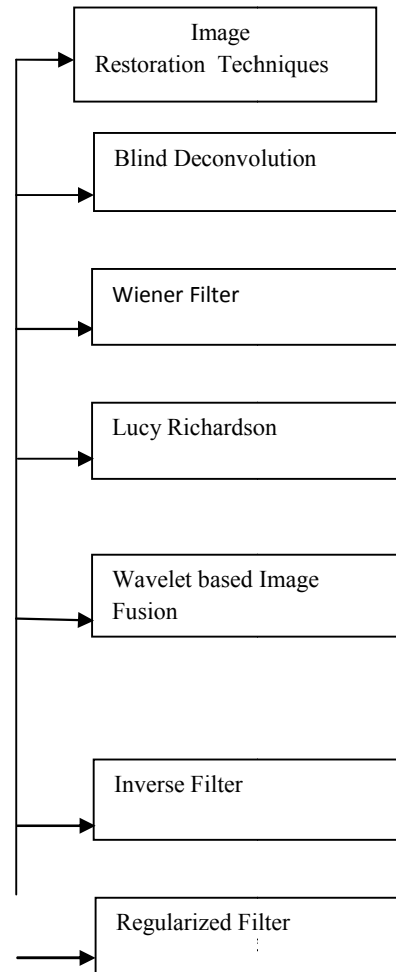 Image
Restoration Techniques
Blind Deconvolution
Wiener Filter
Lucy Richardson
Wavelet based Image
Fusion
Inverse Filter
Regularized Filter